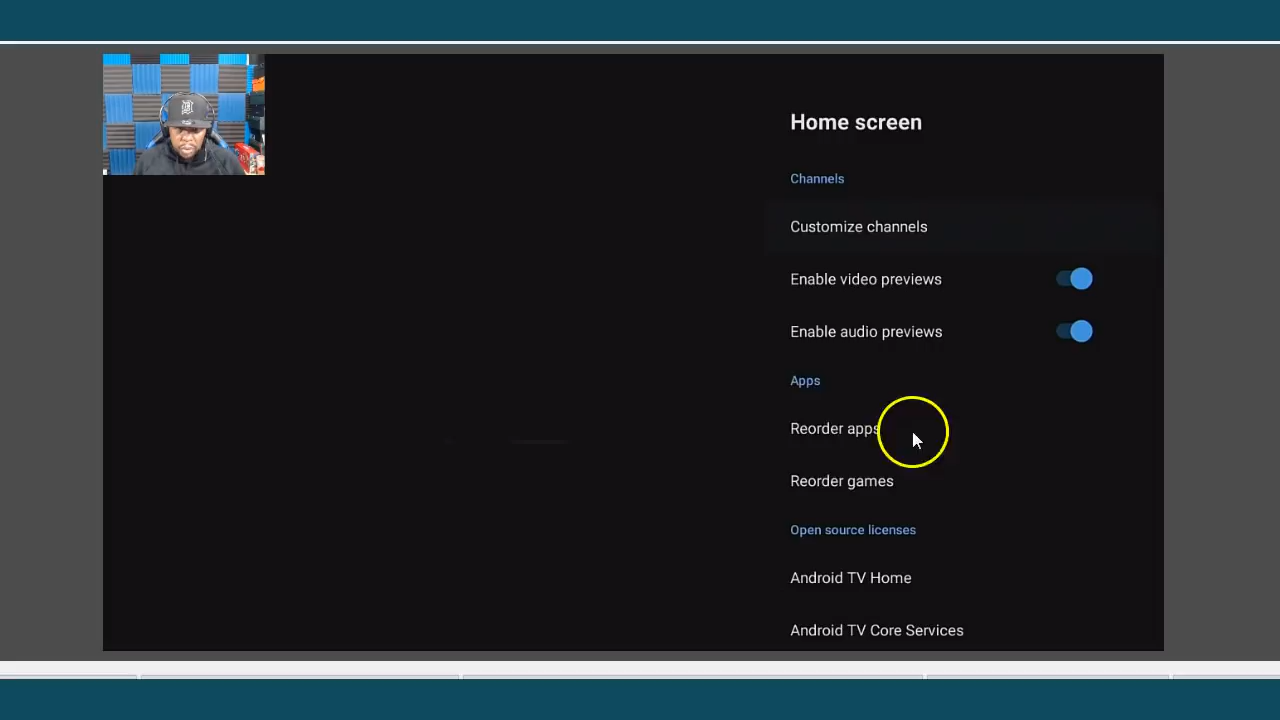 Home screen
Channels
Customize channels
Enable video previews
Enable audio previews
Apps
Reorder apps
Reorder games
Open source licenses
Android TV Home
Android TV Core Services